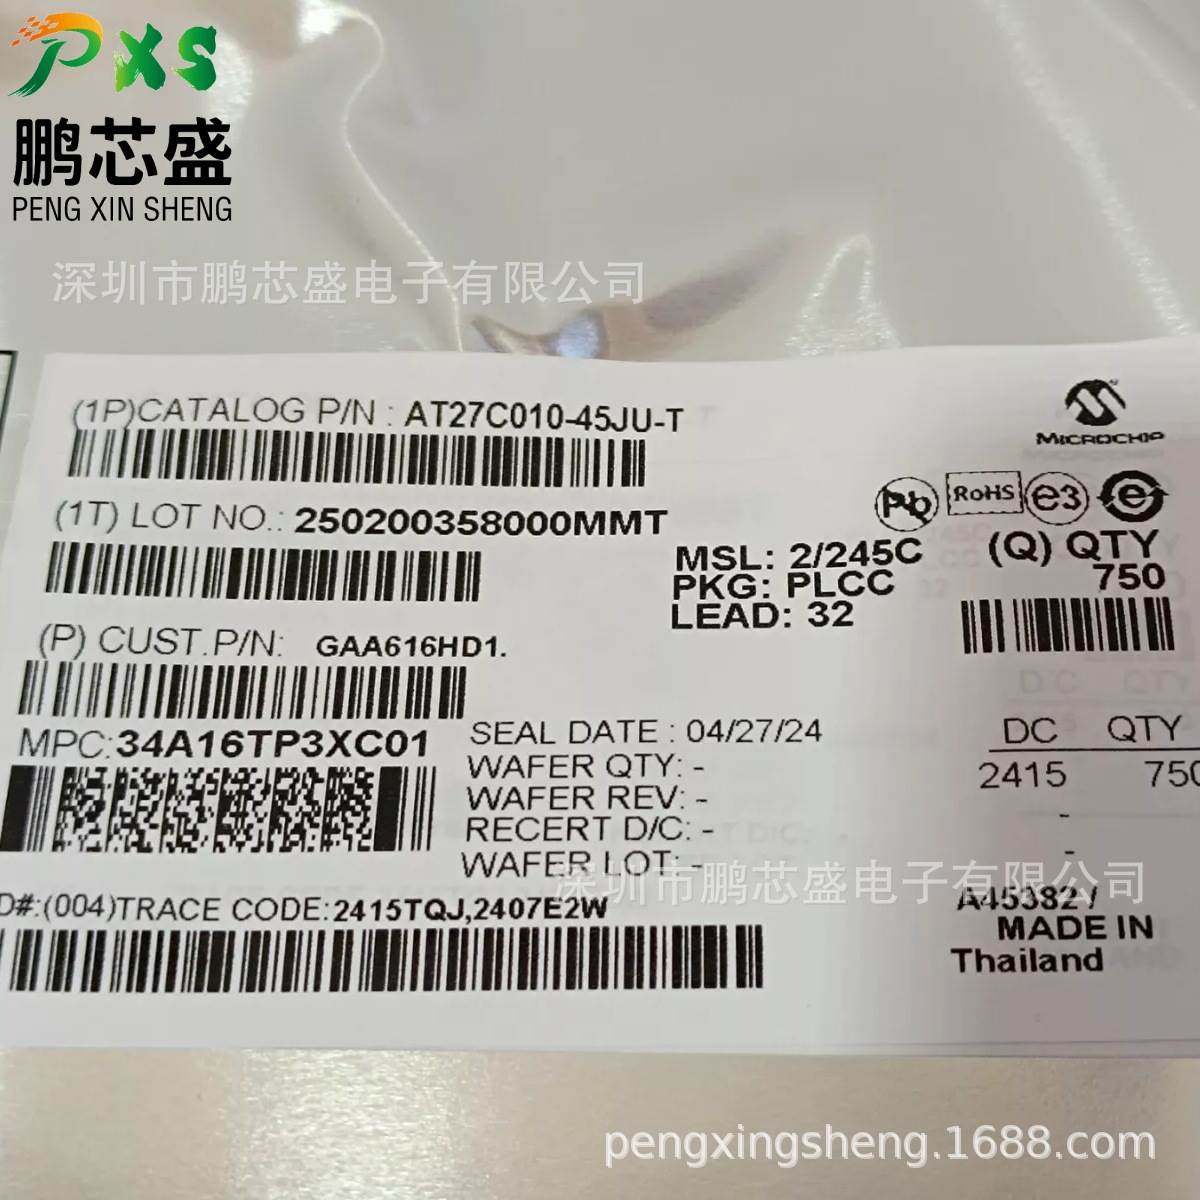 PXS
鹏芯盛
PENG XIN SHENG
深圳市鹏芯盛电子有限公司
(1P)CATALOG P/N : AT27C010-45JU-T
MICROCHIP
(1T) LOT NO.: 250200358000MMT
Pb RoHS e3 e
MSL: 2/245C
PKG: PLCC
LEAD: 32
(Q) QTY
750
(P) CUST.P/N: GAA616HD1.
MPC:34A16TP3XC01
SEAL DATE : 04/27/24
WAFER QTY: -
WAFER REV: -
RECERT D/C: -
WAFER LOT: -
DC QTY
2415 750
-
-
深圳市鹏芯盛电子有限公司
D#:(004)TRACE CODE:2415TQJ,2407E2W
A45382 /
MADE IN
Thailand
pengxingsheng.1688.com